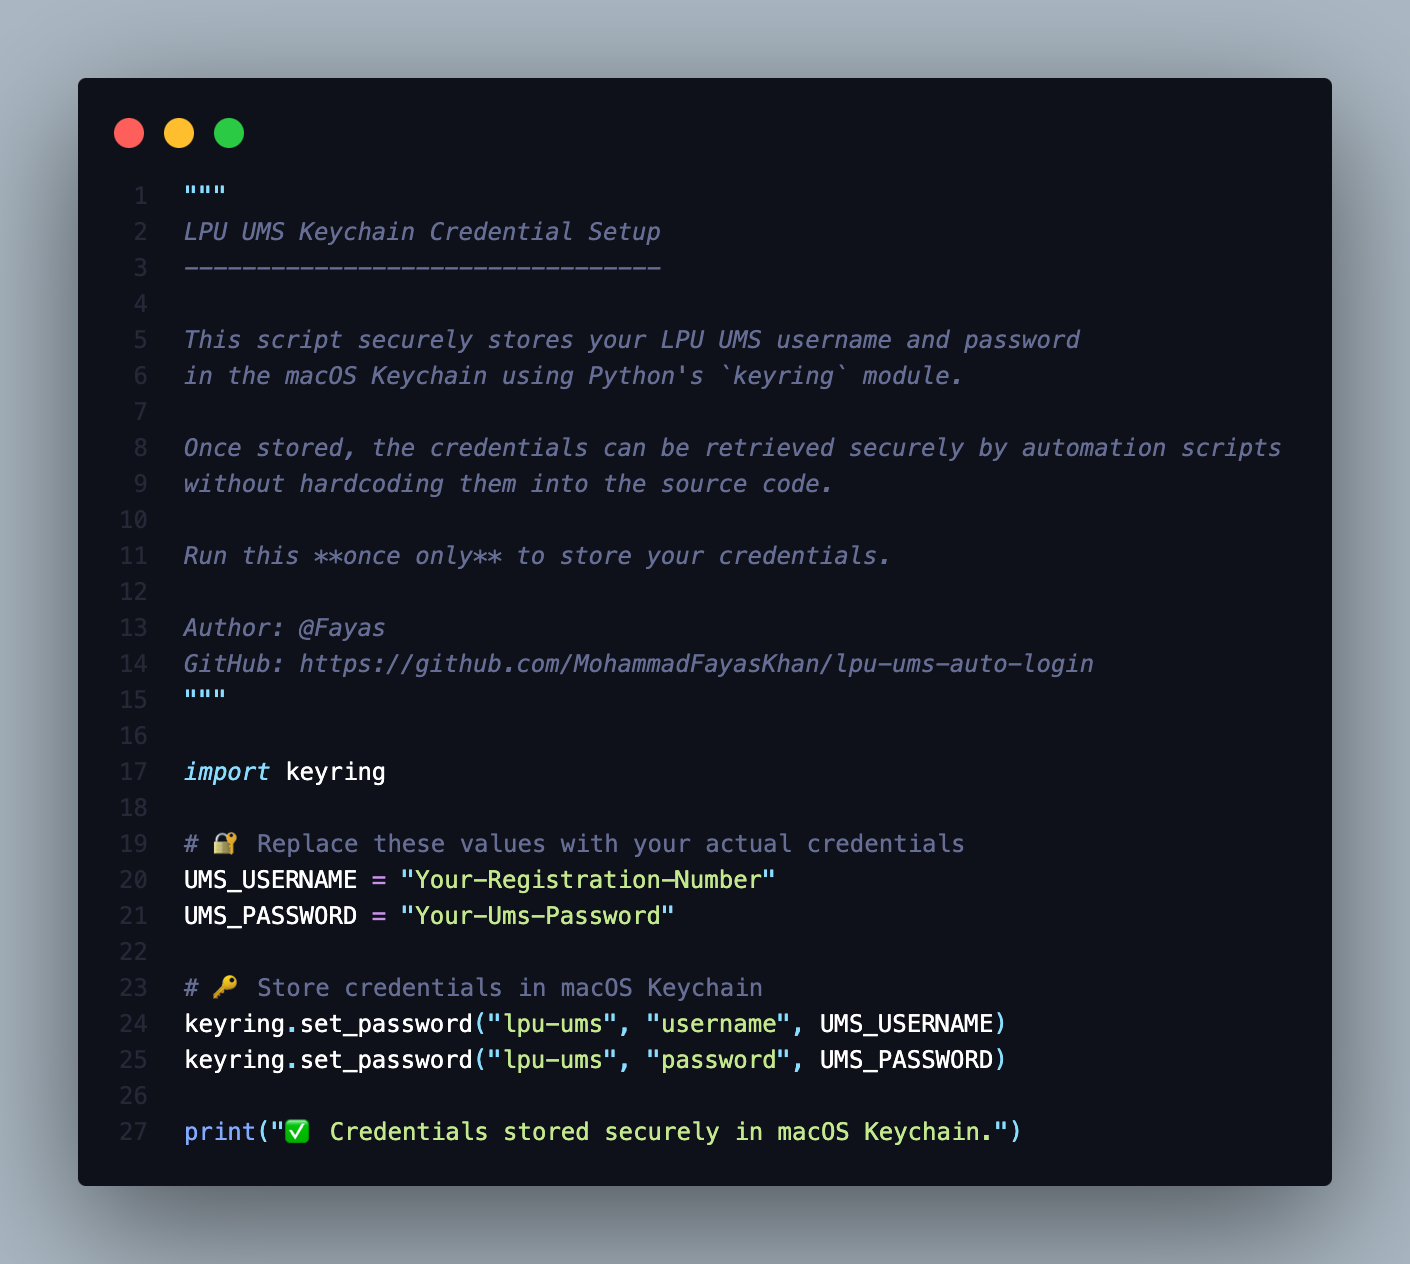 1 """
2 LPU UMS Keychain Credential Setup
3 ---------------------------------
4
5 This script securely stores your LPU UMS username and password
6 in the macOS Keychain using Python's `keyring` module.
7
8 Once stored, the credentials can be retrieved securely by automation scripts
9 without hardcoding them into the source code.
10
11 Run this **once only** to store your credentials.
12
13 Author: @Fayas
14 GitHub: https://github.com/MohammadFayasKhan/lpu-ums-auto-login
15 """
16
17 import keyring
18
19 # 🔐 Replace these values with your actual credentials
20 UMS_USERNAME = "Your-Registration-Number"
21 UMS_PASSWORD = "Your-Ums-Password"
22
23 # 🔑 Store credentials in macOS Keychain
24 keyring.set_password("lpu-ums", "username", UMS_USERNAME)
25 keyring.set_password("lpu-ums", "password", UMS_PASSWORD)
26
27 print("✅ Credentials stored securely in macOS Keychain.")